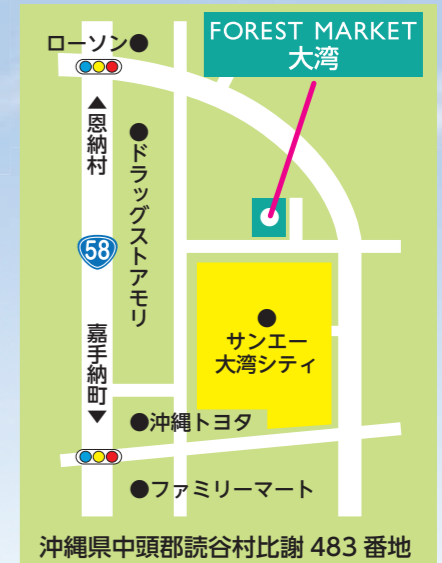 ローソン●
FOREST MARKET
大湾
▲恩納村
●ドラッグストアモリ
58
嘉手納町▼
●
サンエー
大湾シティ
●沖縄トヨタ
●ファミリーマート
沖縄県中頭郡読谷村比謝 483 番地